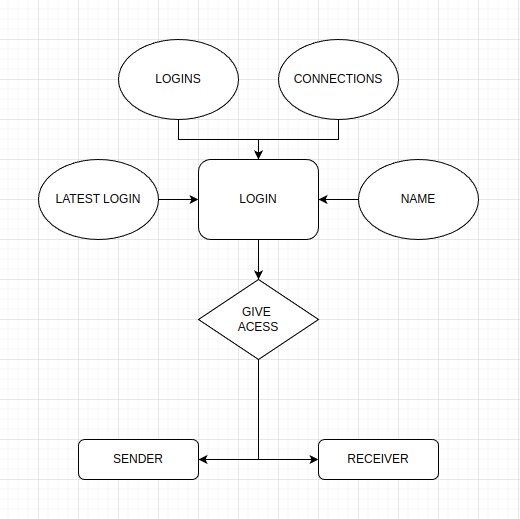 LOGINS
CONNECTIONS
LATEST LOGIN
LOGIN
NAME
GIVE
ACESS
SENDER
RECEIVER